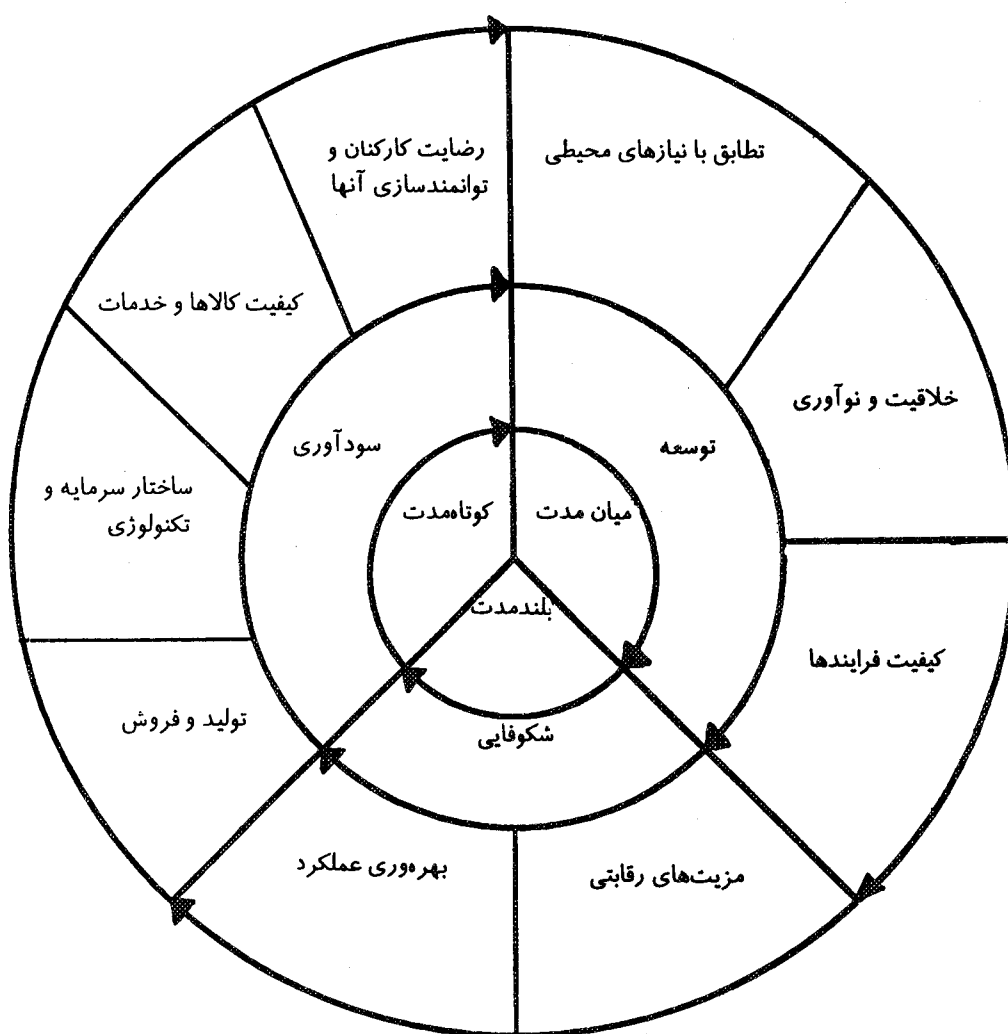 رضایت کارکنان و
توانمندسازی آنها
تطابق با نیازهای محیطی
کیفیت کالاها و خدمات
خلاقیت و نوآوری
سودآوری
توسعه
ساختار سرمایه و
تکنولوژی
کوتاه‌مدت
میان مدت
بلندمدت
کیفیت فرایندها
تولید و فروش
شکوفایی
بهره‌وری عملکرد
مزیت‌های رقابتی